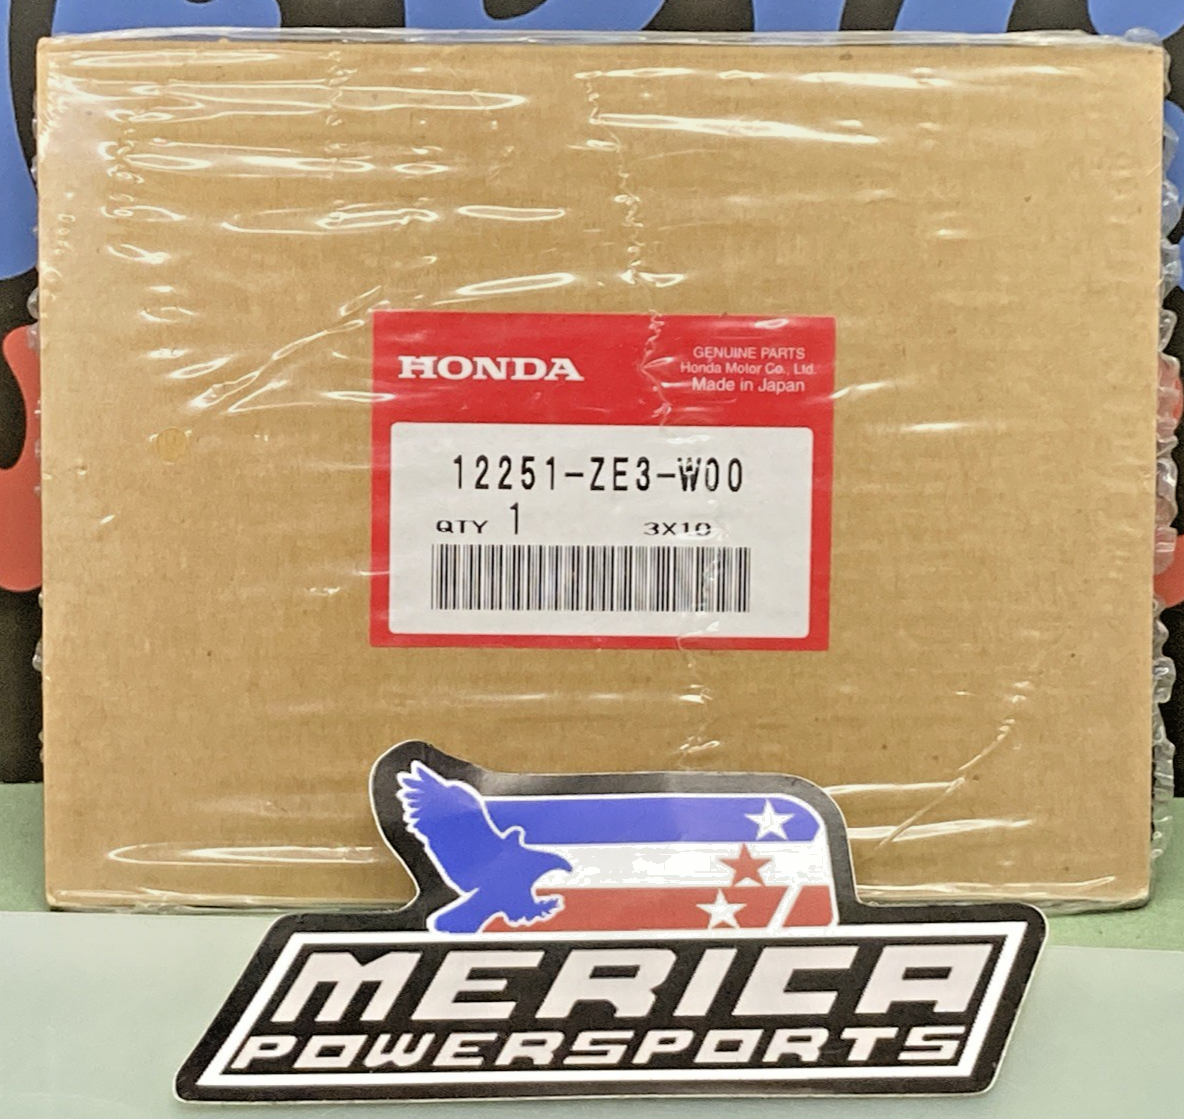 HONDA
GENUINE PARTS
Honda Motor Co., Ltd.
Made in Japan
12251-ZE3-W00
QTY 1 3X10
MERICA
POWERSPORTS